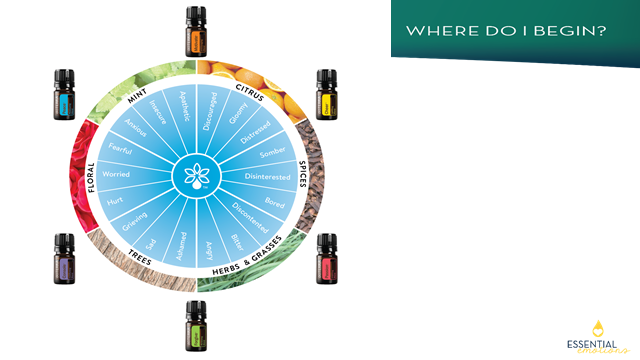 WHERE DO I BEGIN?
MINT
CITRUS
SPICES
HERBS & GRASSES
TREES
FLORAL
Apathetic
Discouraged
Gloomy
Distressed
Somber
Disinterested
Bored
Discontented
Bitter
Angry
Ashamed
Sad
Grieving
Hurt
Worried
Fearful
Anxious
Insecure
Cheer
ESSENTIAL
emotions